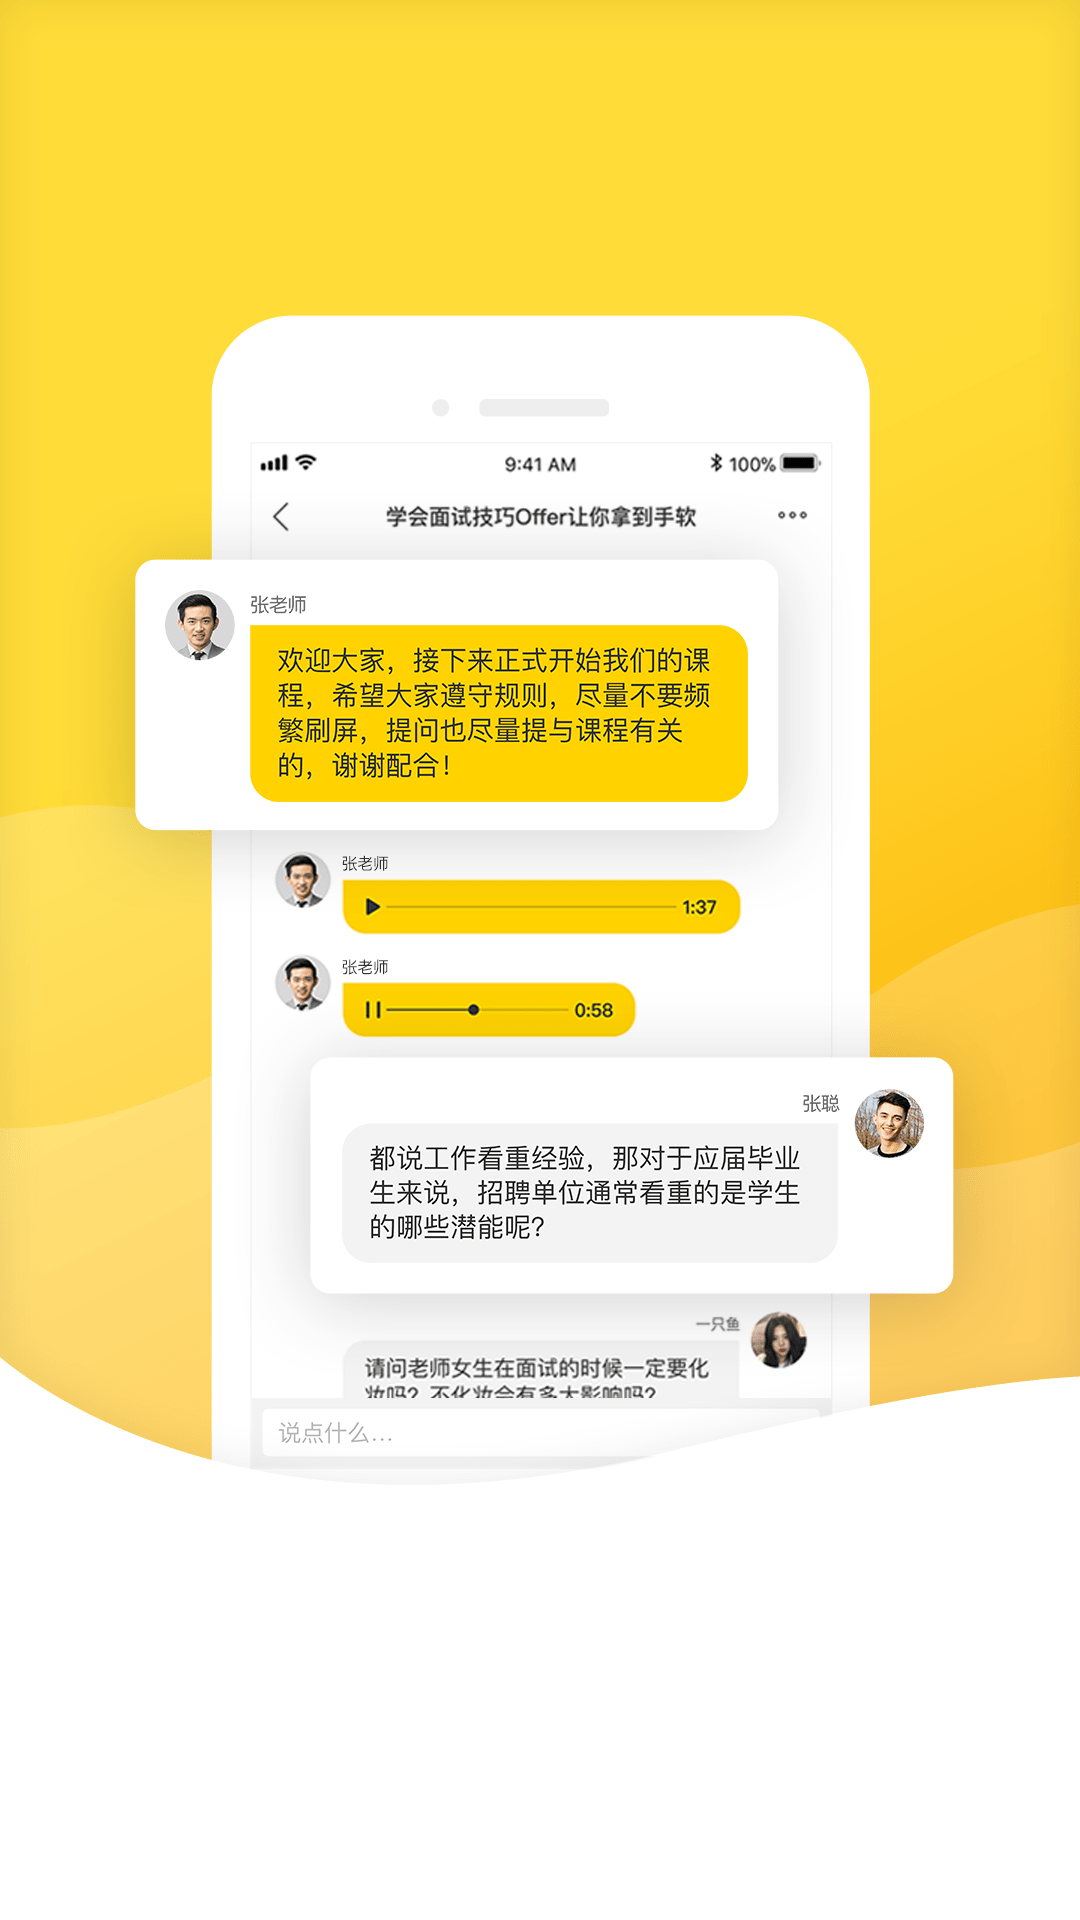 9:41 AM
100%
学会面试技巧Offer让你拿到手软
张老师
欢迎大家，接下来正式开始我们的课
程，希望大家遵守规则，尽量不要频
繁刷屏，提问也尽量提与课程有关
的，谢谢配合！
张老师
1:37
张老师
0:58
张聪
都说工作看重经验，那对于应届毕业
生来说，招聘单位通常看重的是学生
的哪些潜能呢？
一只鱼
请问老师女生在面试的时候一定要化
妆吗？不化妆会有多大影响吗？
说点什么...